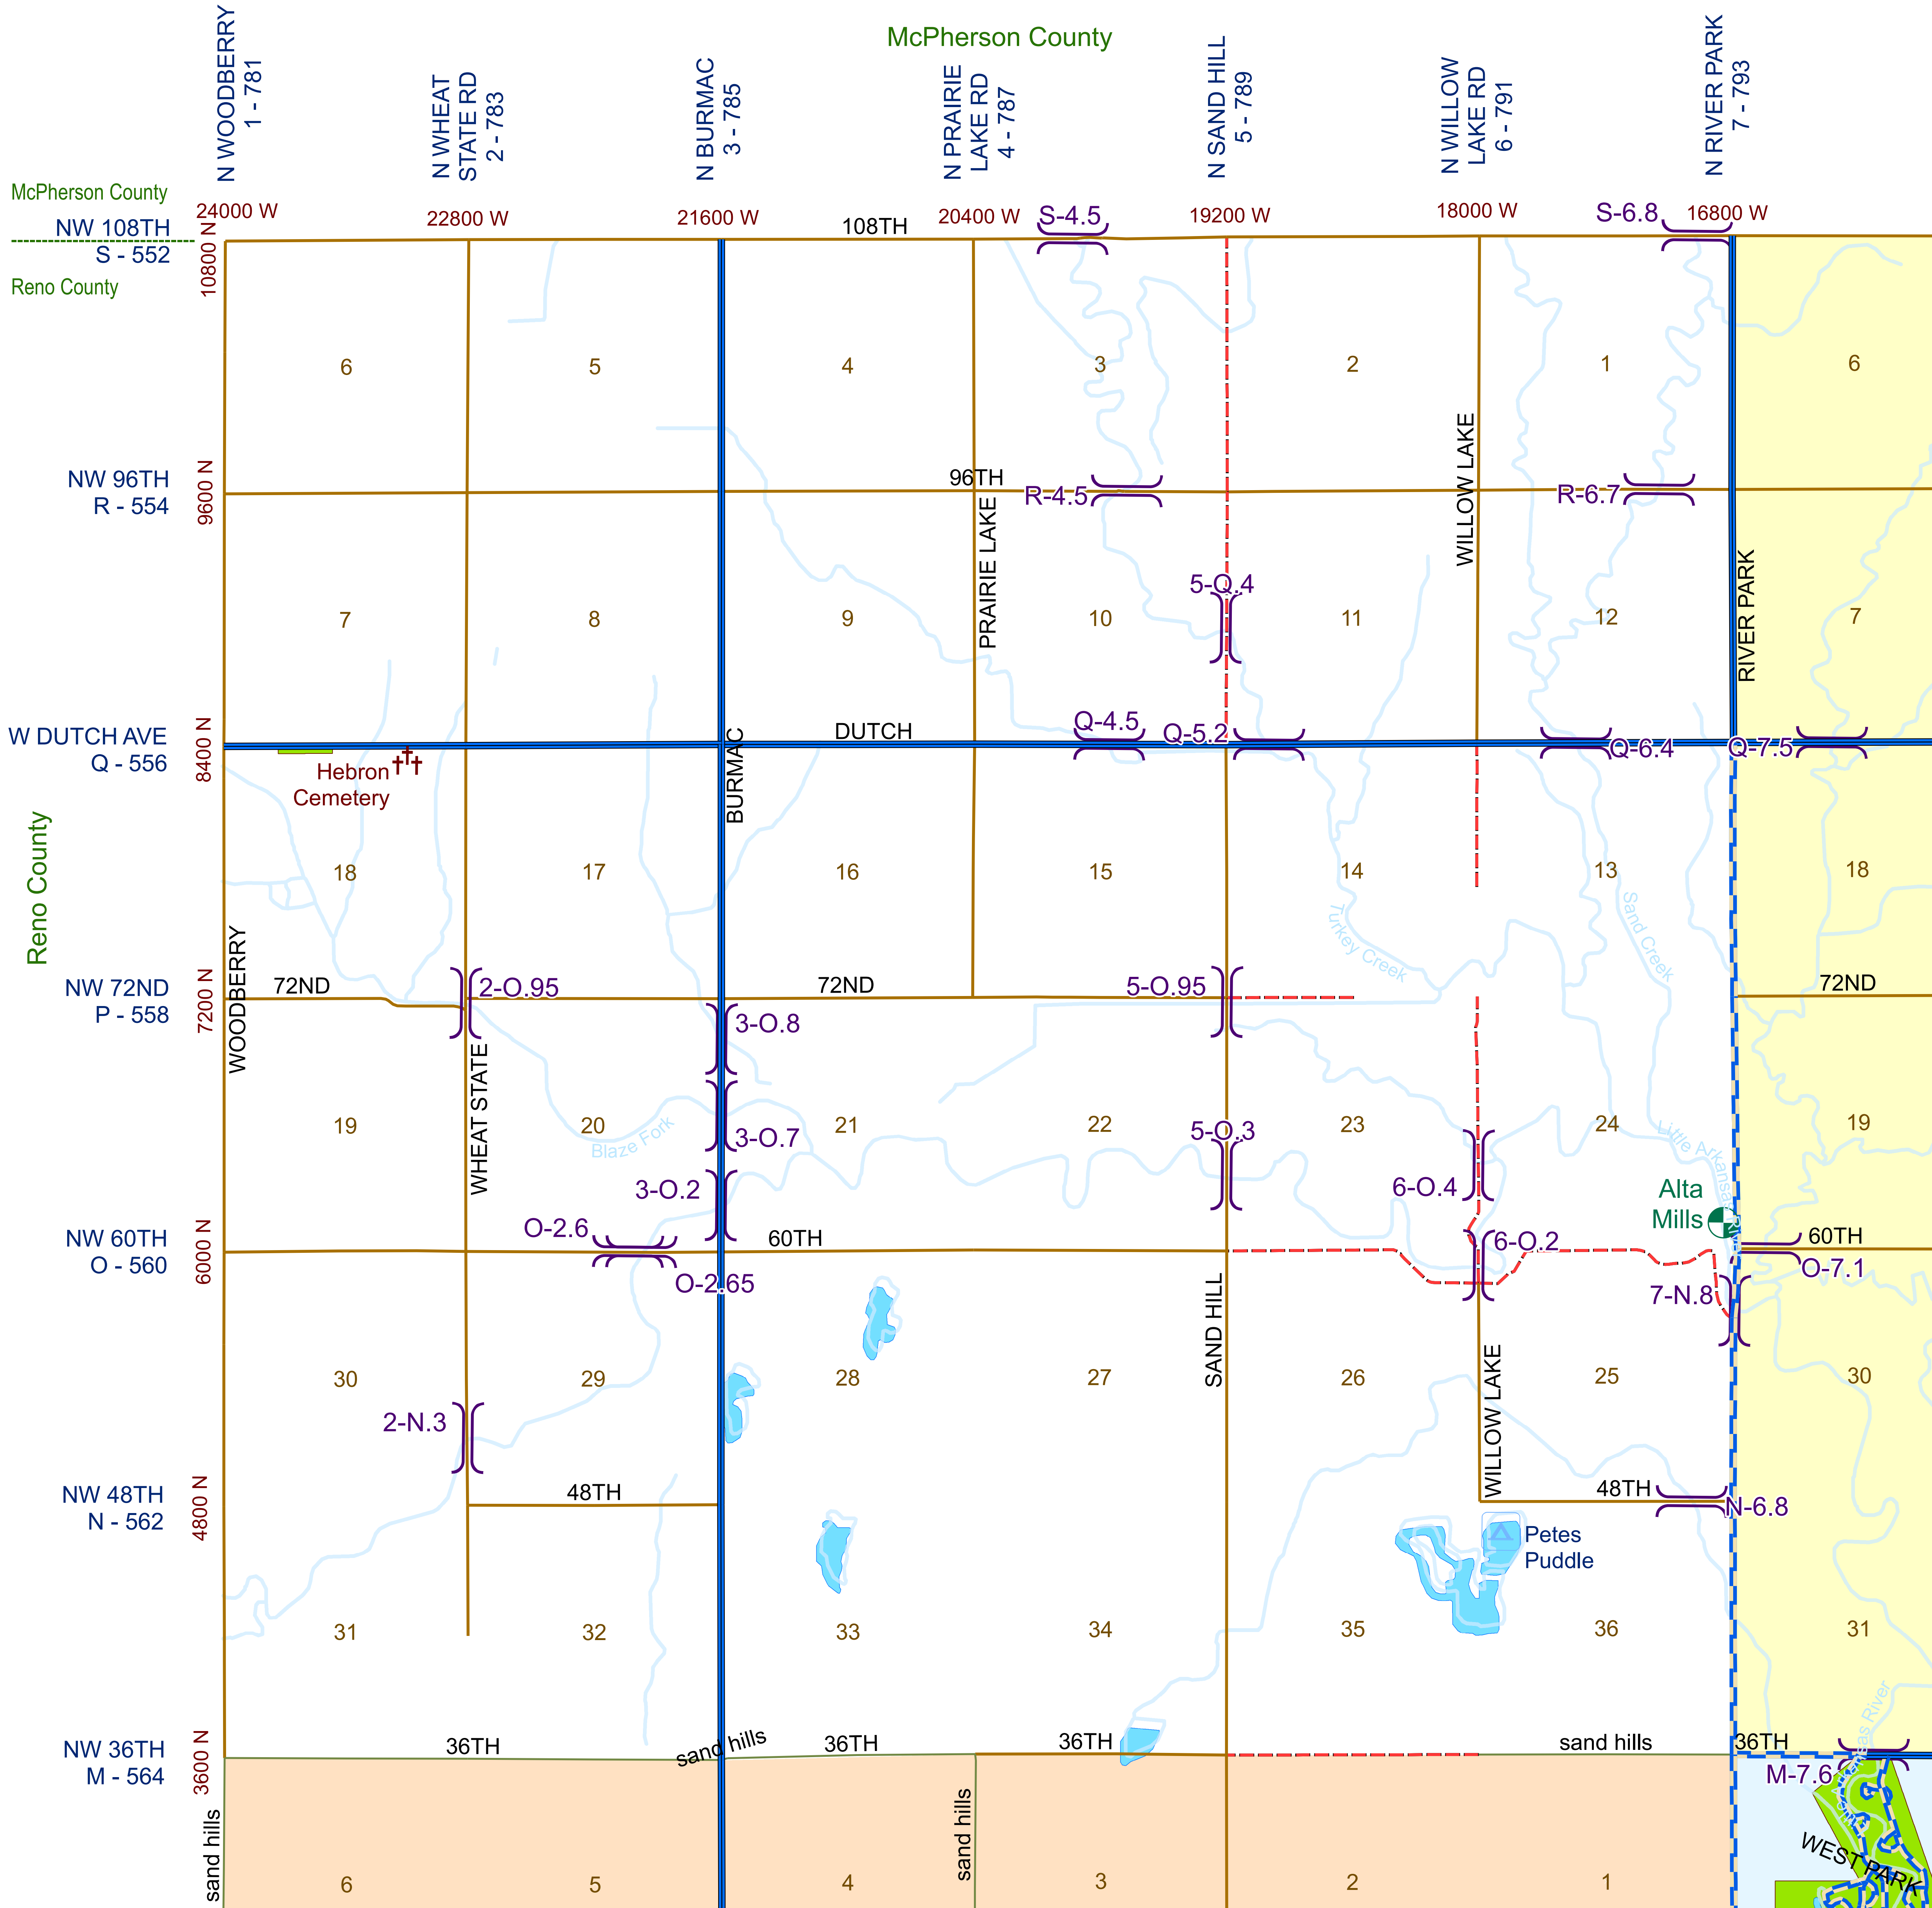 McPherson County
N WOODBERRY
1 - 781
N WHEAT
STATE RD
2 - 783
N BURMAC
3 - 785
N PRAIRIE
LAKE RD
4 - 787
N SAND HILL
5 - 789
N WILLOW
LAKE RD
6 - 791
N RIVER PARK
7 - 793
McPherson County
24000 W
22800 W
21600 W
20400 W
S-4.5
19200 W
18000 W
S-6.8
16800 W
NW 108TH
S - 552
10800 N
108TH
Reno County
6
5
4
3
2
1
6
WILLOW LAKE
NW 96TH
R - 554
9600 N
96TH
R-4.5
R-6.7
PRAIRIE LAKE
RIVER PARK
5-Q.4
7
8
9
10
11
12
7
W DUTCH AVE
Q - 556
8400 N
DUTCH
BURMAC
Q-4.5
Q-5.2
Q-6.4
Q-7.5
Hebron
Cemetery
Reno County
18
17
16
15
14
13
18
Turkey Creek
Sand Creek
WOODBERRY
NW 72ND
P - 558
7200 N
72ND
2-O.95
72ND
5-O.95
72ND
3-O.8
WHEAT STATE
19
20
Blaze Fork
3-O.7
21
22
5-O.3
23
24
Little Arkansas River
19
3-O.2
6-O.4
Alta
Mills
NW 60TH
O - 560
6000 N
O-2.6
60TH
6-O.2
60TH
O-7.1
O-2.65
SAND HILL
7-N.8
WILLOW LAKE
30
29
28
27
26
25
30
2-N.3
NW 48TH
N - 562
4800 N
48TH
48TH
N-6.8
Petes
Puddle
31
32
33
34
35
36
31
NW 36TH
M - 564
3600 N
36TH
sand hills
36TH
36TH
sand hills
36TH
M-7.6
sand hills
sand hills
WEST PARK
6
5
4
3
2
1